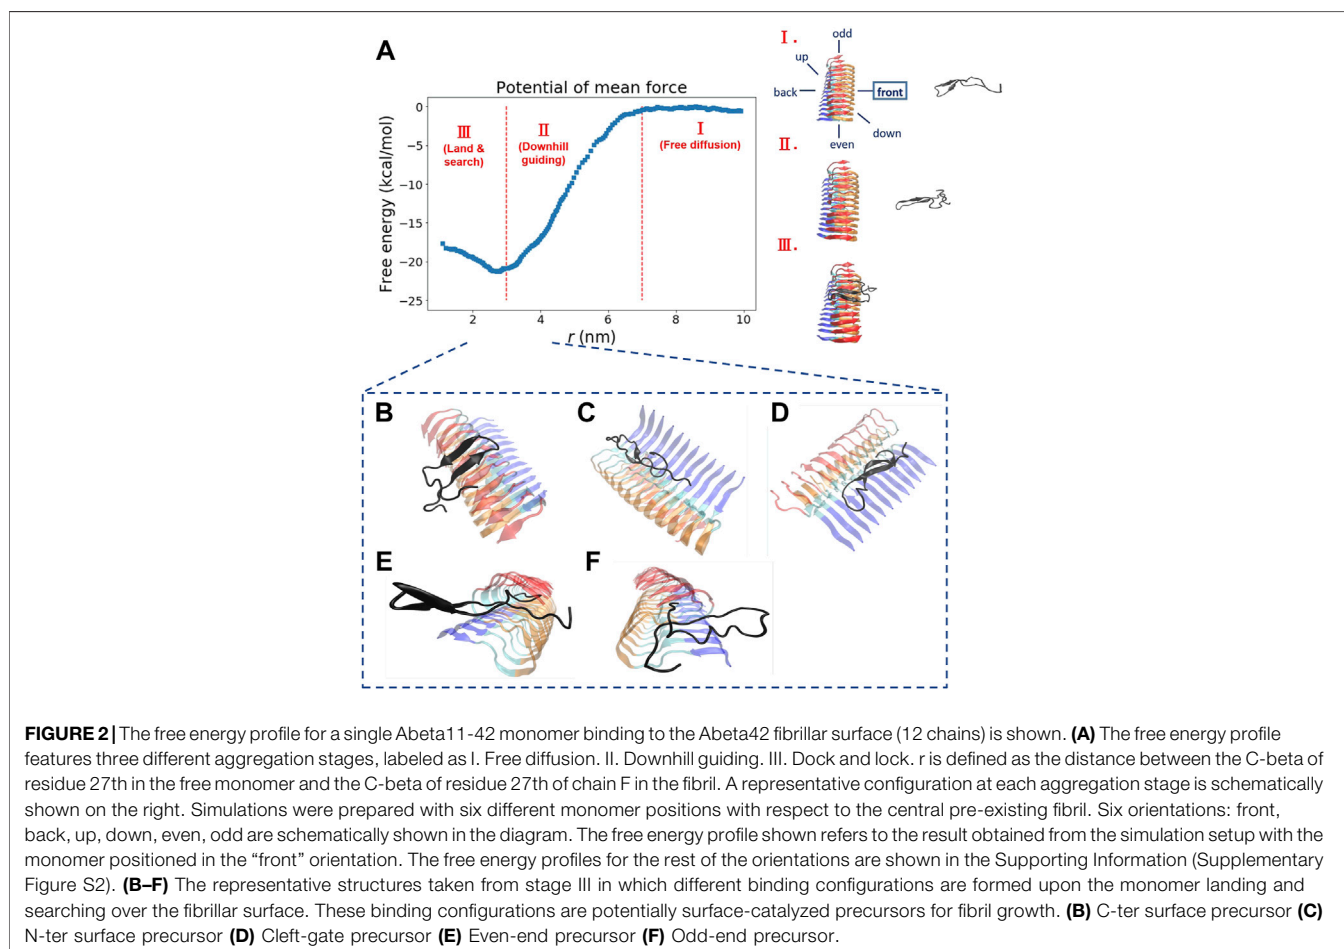 A
Potential of mean force
Free energy (kcal/mol)
0
−5
−10
−15
−20
−25
III
(Land &
search)
II
(Downhill
guiding)
I
(Free diffusion)
2
4
6
8
10
r (nm)
I.
odd
up
back
front
down
even
II.
III.
B
C
D
E
F
FIGURE 2 | The free energy profile for a single Abeta11-42 monomer binding to the Abeta42 fibrillar surface (12 chains) is shown. (A) The free energy profile
features three different aggregation stages, labeled as I. Free diffusion. II. Downhill guiding. III. Dock and lock. r is defined as the distance between the C-beta of
residue 27th in the free monomer and the C-beta of residue 27th of chain F in the fibril. A representative configuration at each aggregation stage is schematically
shown on the right. Simulations were prepared with six different monomer positions with respect to the central pre-existing fibril. Six orientations: front,
back, up, down, even, odd are schematically shown in the diagram. The free energy profile shown refers to the result obtained from the simulation setup with the
monomer positioned in the “front” orientation. The free energy profiles for the rest of the orientations are shown in the Supporting Information (Supplementary
Figure S2). (B–F) The representative structures taken from stage III in which different binding configurations are formed upon the monomer landing and
searching over the fibrillar surface. These binding configurations are potentially surface-catalyzed precursors for fibril growth. (B) C-ter surface precursor (C)
N-ter surface precursor (D) Cleft-gate precursor (E) Even-end precursor (F) Odd-end precursor.